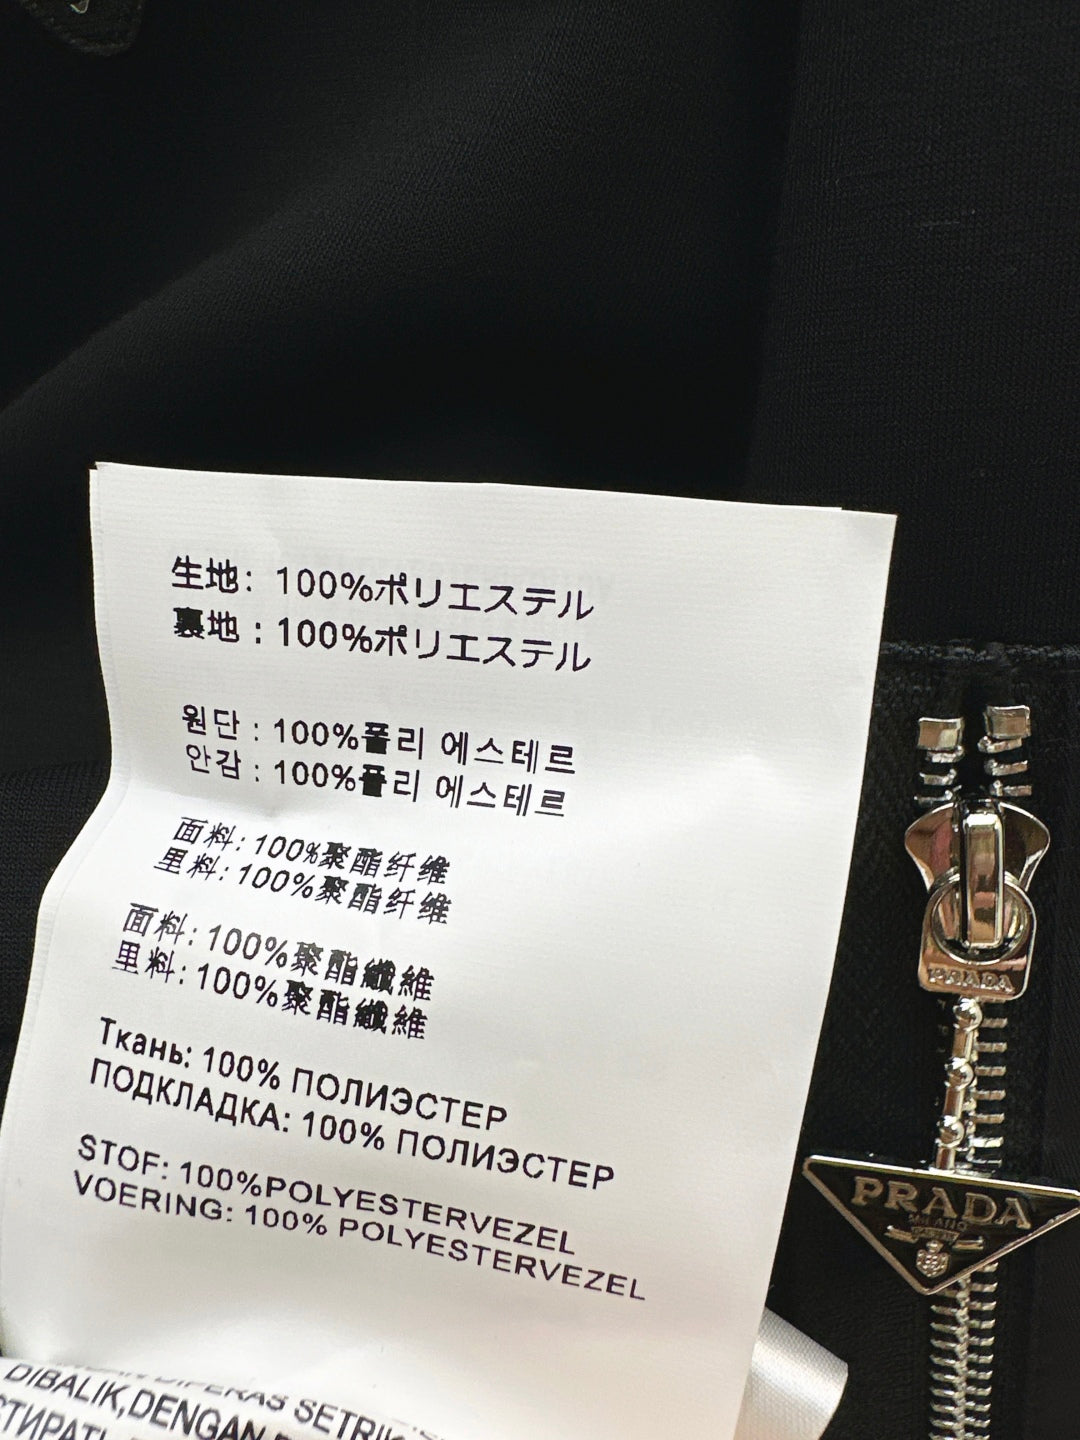 生地: 100%ポリエステル
裏地 : 100%ポリエステル
원단 : 100%폴리 에스테르
안감 : 100%폴리 에스테르
面料: 100%聚酯纤维
里料: 100%聚酯纤维
面料: 100%聚酯纖維
里料: 100%聚酯纖維
Ткань: 100% ПОЛИЭСТЕР
ПОДКЛАДКА: 100% ПОЛИЭСТЕР
STOF: 100%POLYESTERVEZEL
VOERING: 100% POLYESTERVEZEL
DIPERAS SETRIK
DIBALIK,DENGAN
PRADA
PRADA
MILANO